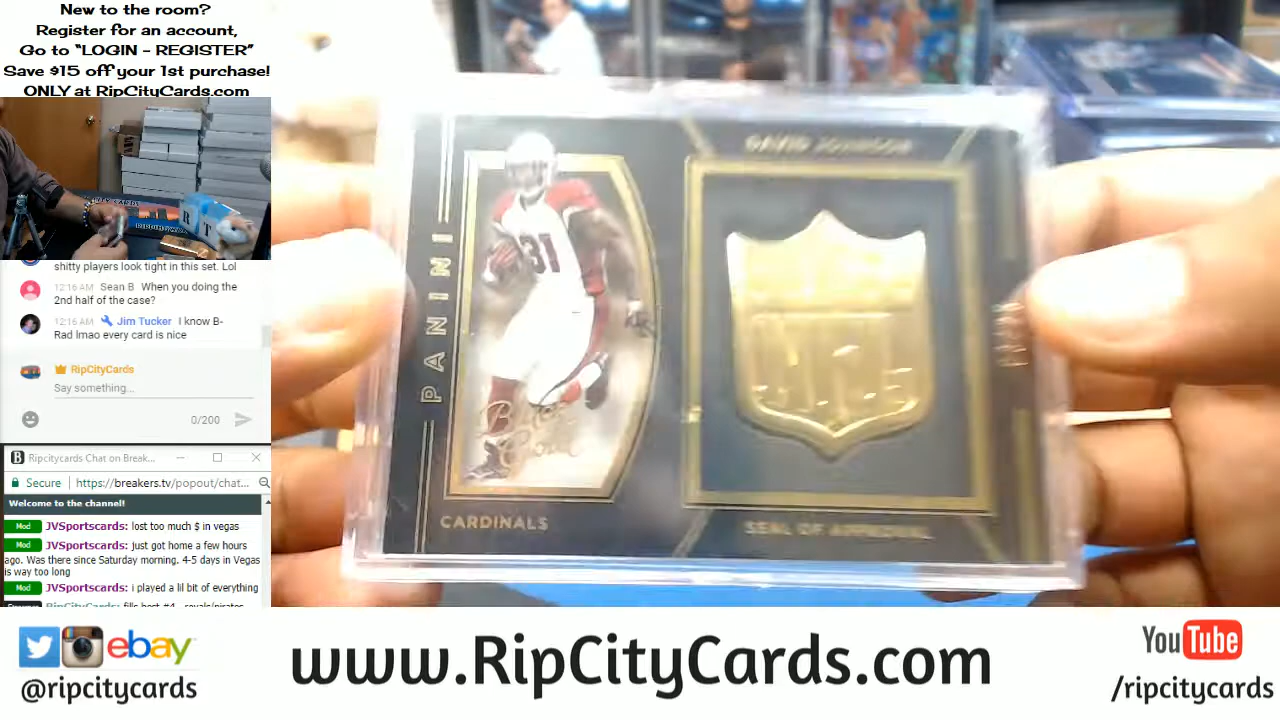 New to the room?
Register for an account,
Go to “LOGIN - REGISTER”
Save $15 off your 1st purchase!
ONLY at RipCityCards.com
shitty players look tight in this set. Lol
12:16 AM Sean B When you doing the
2nd half of the case?
12:16 AM Jim Tucker I know B-
Rad lmao every card is nice
RipCityCards
Say something...
0/200
Ripcitycards Chat on Break...
Secure https://breakers.tv/popout/chat...
Welcome to the channel!
Mod JVSportscards: lost too much $ in vegas
Mod JVSportscards: just got home a few hours
ago. Was there since Saturday morning. 4-5 days in Vegas
is way too long
Mod JVSportscards: i played a lil bit of everything
PANINI
31
CARDINALS
DAVID JOHNSON
NFL
SEAL OF APPROVAL
R
T
ebay
@ripcitycards
www.RipCityCards.com
YouTube
/ripcitycards